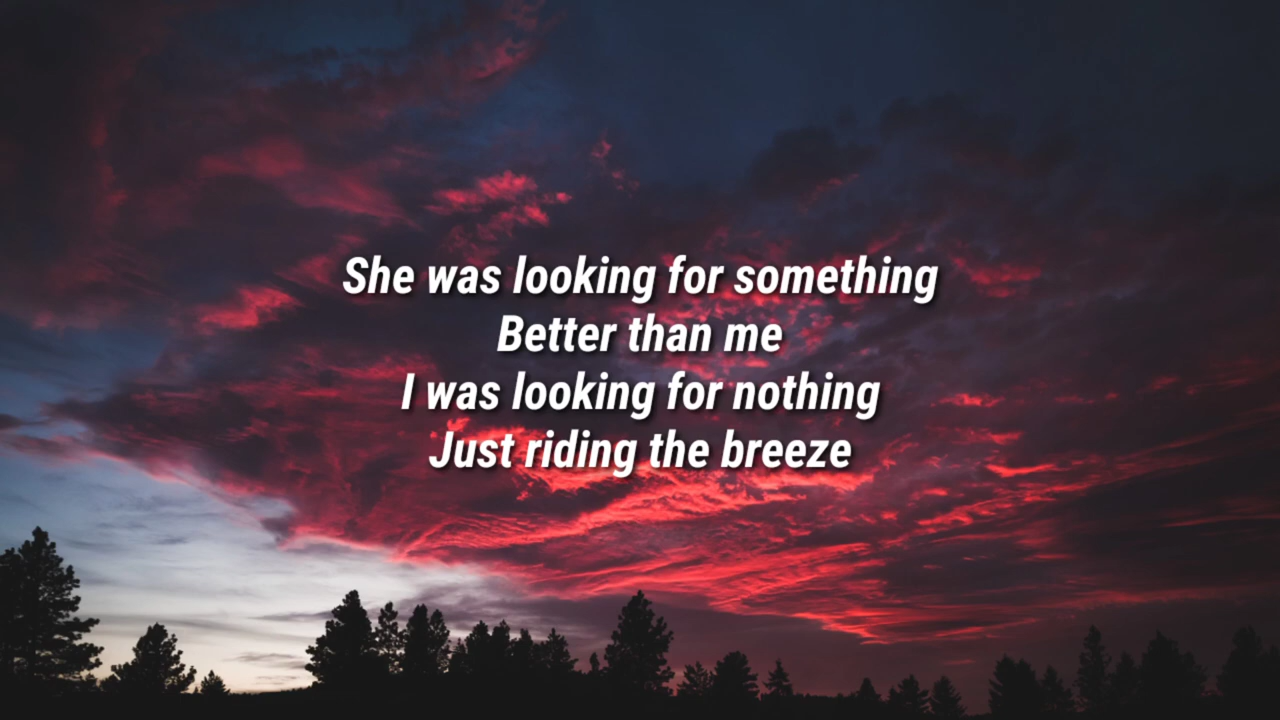 She was looking for something
Better than me
I was looking for nothing
Just riding the breeze